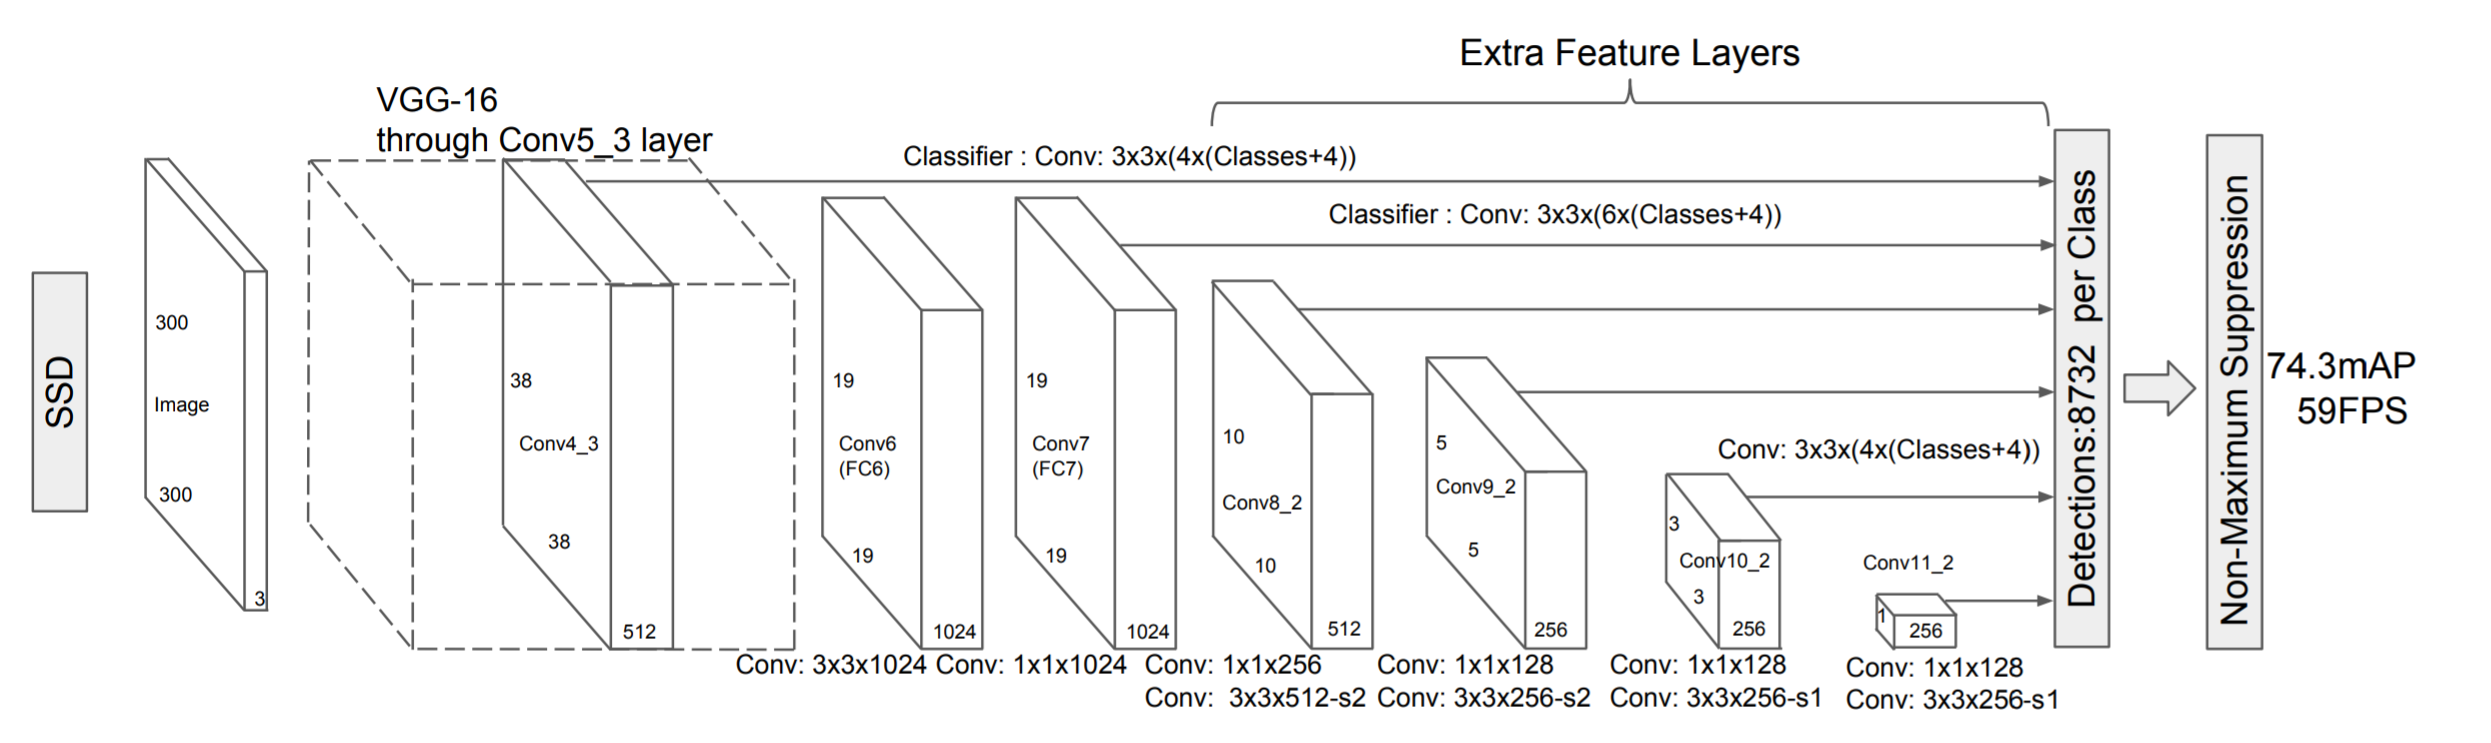 Extra Feature Layers
VGG-16
through Conv5_3 layer
Classifier : Conv: 3x3x(4x(Classes+4))
Classifier : Conv: 3x3x(6x(Classes+4))
SSD
300
Image
300
3
38
Conv4_3
38
512
19
Conv6
(FC6)
19
1024
19
Conv7
(FC7)
19
1024
10
Conv8_2
10
512
5
Conv9_2
5
256
Conv: 3x3x(4x(Classes+4))
3
Conv10_2
3
256
Conv11_2
1
256
Conv: 3x3x1024
Conv: 1x1x1024
Conv: 1x1x256
Conv: 3x3x512-s2
Conv: 1x1x128
Conv: 3x3x256-s2
Conv: 1x1x128
Conv: 3x3x256-s1
Conv: 1x1x128
Conv: 3x3x256-s1
Detections:8732 per Class
Non-Maximum Suppression
74.3mAP
59FPS